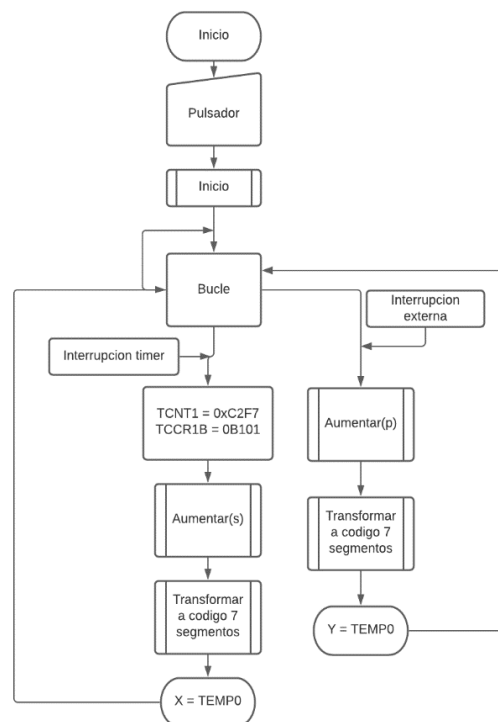 Inicio
Pulsador
Inicio
Bucle
Interrupcion
externa
Interrupcion timer
TCNT1 = 0xC2F7
TCCR1B = 0B101
Aumentar(p)
Aumentar(s)
Transformar
a codigo 7
segmentos
Transformar
a codigo 7
segmentos
Y = TEMP0
X = TEMP0